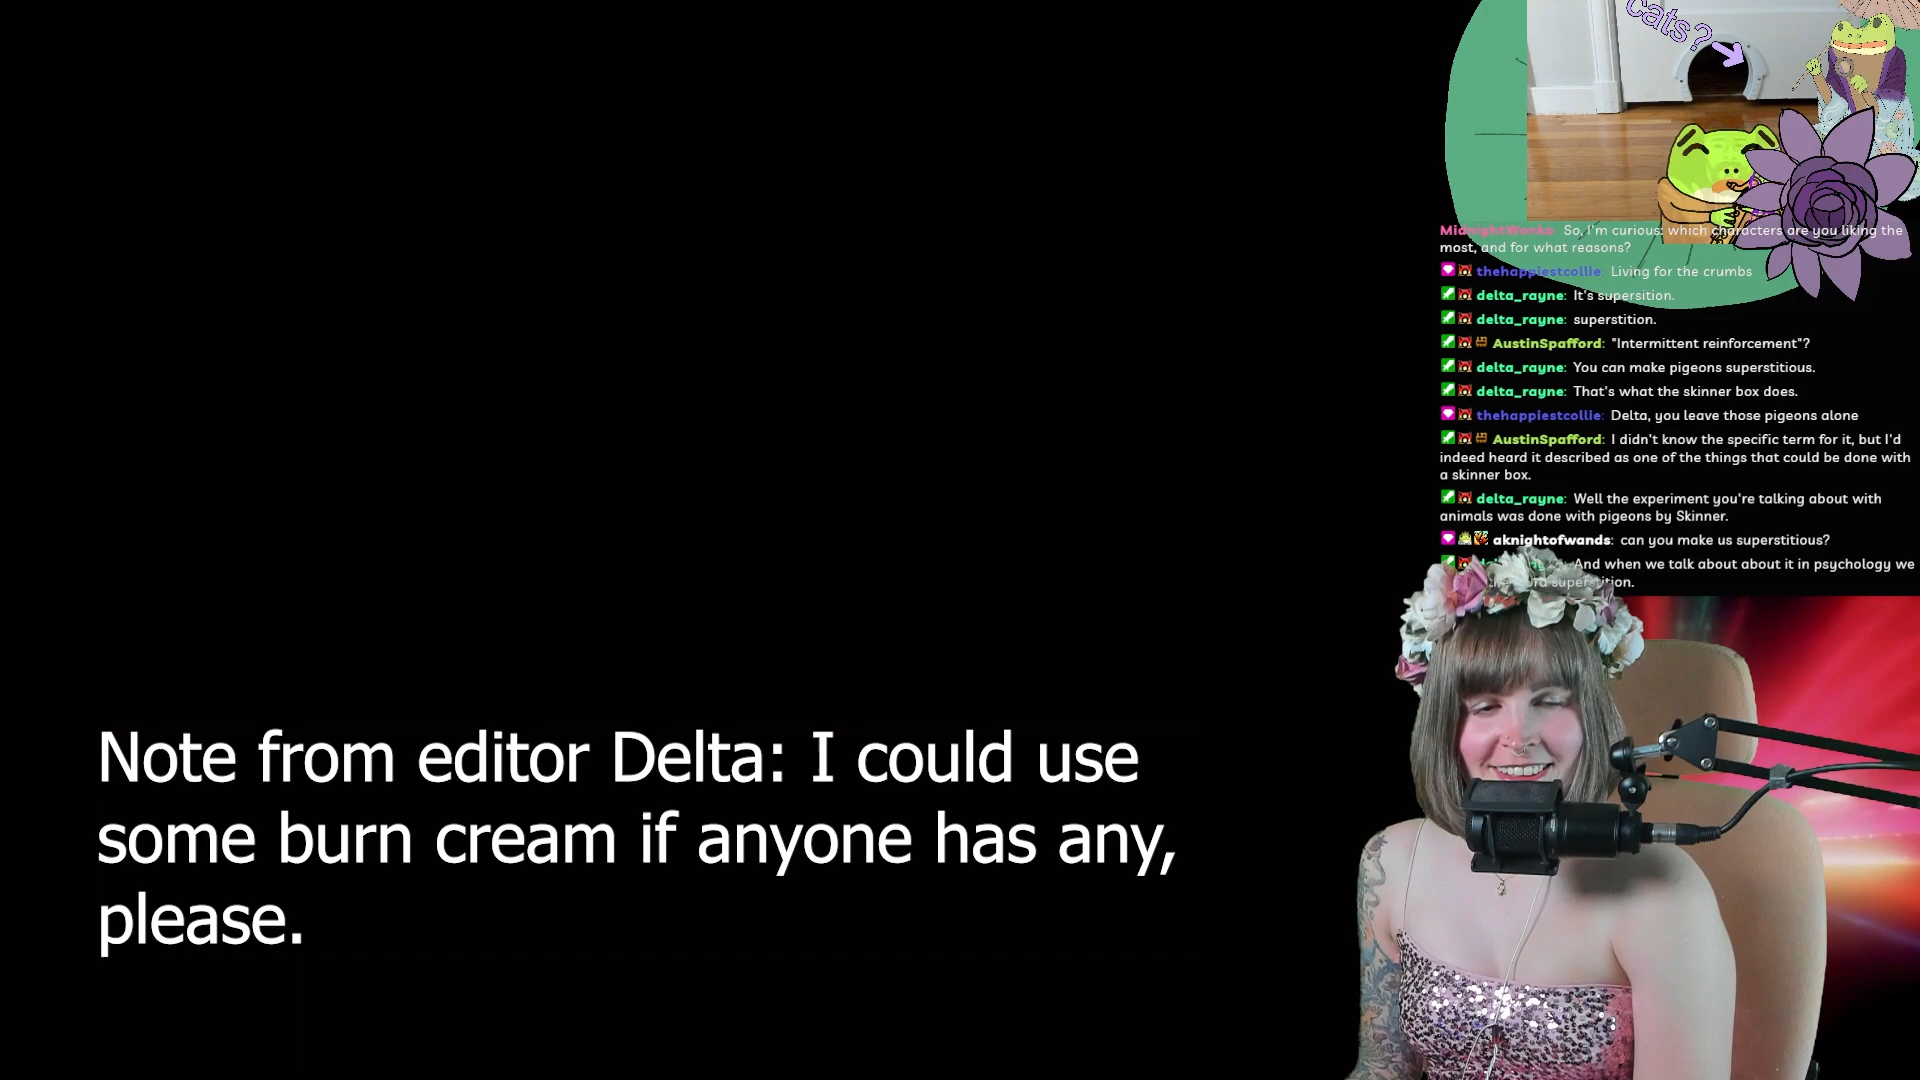 cats?
MidnightWonko So, I'm curious: which characters are you liking the
most, and for what reasons?
thehappiestcollie: Living for the crumbs
delta_rayne: It's supersition.
delta_rayne: superstition.
AustinSpafford: "Intermittent reinforcement"?
delta_rayne: You can make pigeons superstitious.
delta_rayne: That's what the skinner box does.
thehappiestcollie: Delta, you leave those pigeons alone
AustinSpafford: I didn't know the specific term for it, but I'd
indeed heard it described as one of the things that could be done with
a skinner box.
delta_rayne: Well the experiment you're talking about with
animals was done with pigeons by Skinner.
aknightofwands: can you make us superstitious?
And when we talk about about it in psychology we
superstition.
Note from editor Delta: I could use
some burn cream if anyone has any,
please.